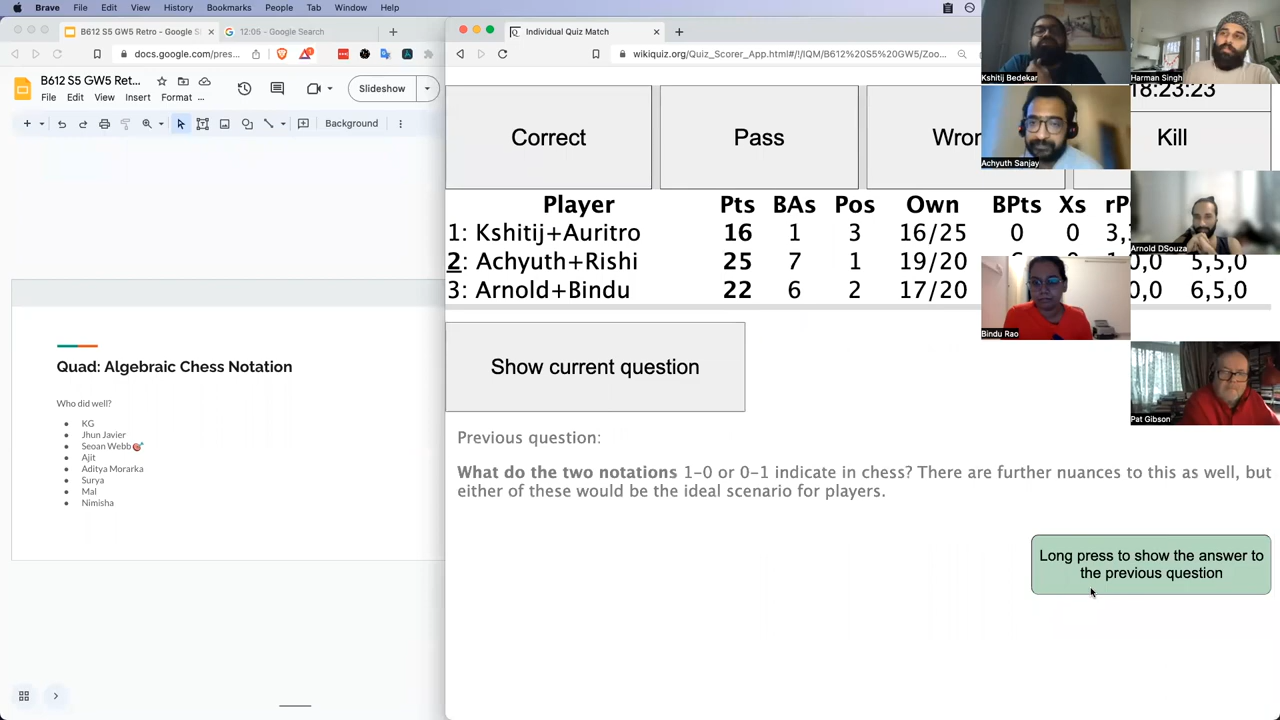 Brave File Edit View History Bookmarks People Tab Window Help
B612 S5 GW5 Retro - Google S
12:05 - Google Search
docs.google.com/pres...
B612 S5 GW5 Ret...
File Edit View Insert Format ...
Slideshow
Background
Quad: Algebraic Chess Notation
Who did well?
KG
Jhun Javier
Seoan Webb🎯
Ajit
Aditya Morarka
Surya
Mal
Nimisha
Individual Quiz Match
wikiquiz.org/Quiz_Scorer_App.html#/!/IQM/B612%20S5%20GW5/Zoo...
18:23:23
Correct Pass Wron Kill
Player Pts BAs Pos Own BPts Xs rP
1: Kshitij+Auritro 16 1 3 16/25 0 0 3,
2: Achyuth+Rishi 25 7 1 19/20 5,5,0
3: Arnold+Bindu 22 6 2 17/20 0,0 6,5,0
Show current question
Previous question:
What do the two notations 1-0 or 0-1 indicate in chess? There are further nuances to this as well, but
either of these would be the ideal scenario for players.
Long press to show the answer to
the previous question
Kshitij Bedekar
Harman Singh
Achyuth Sanjay
Arnold DSouza
Bindu Rao
Pat Gibson